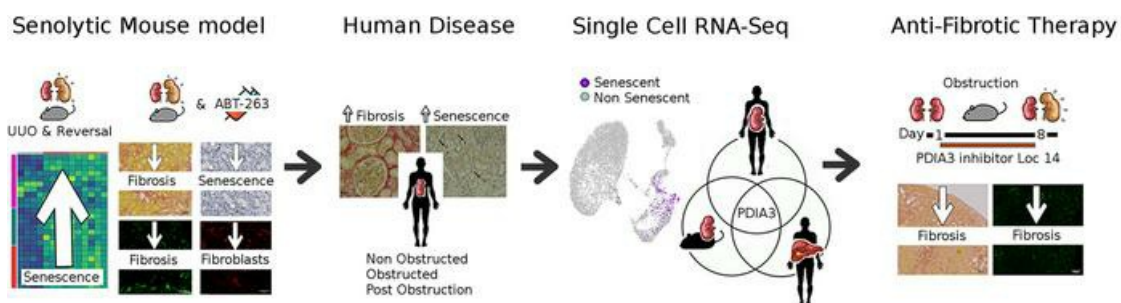 Senolytic Mouse model
UUO & Reversal
& ABT-263
Senescence
Fibrosis
Senescence
Fibrosis
Fibroblasts
Human Disease
Fibrosis
Senescence
Non Obstructed
Obstructed
Post Obstruction
Single Cell RNA-Seq
Senescent
Non Senescent
PDIA3
Anti-Fibrotic Therapy
Obstruction
Day 1 8
PDIA3 inhibitor Loc 14
Fibrosis
Fibrosis